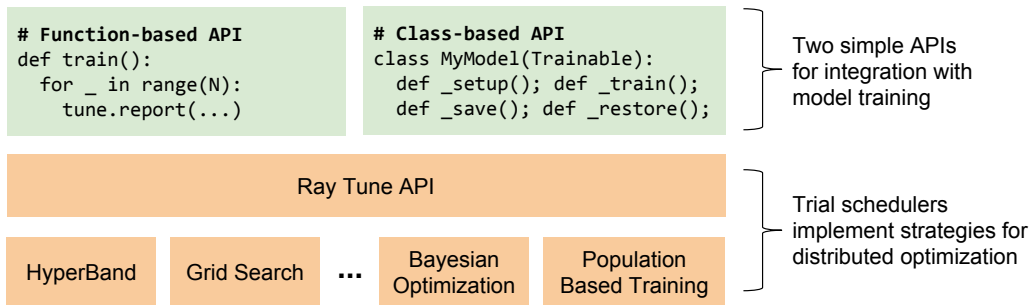 # Function-based API
def train():
  for _ in range(N):
    tune.report(...)
# Class-based API
class MyModel(Trainable):
  def _setup(); def _train();
  def _save(); def _restore();
Two simple APIs
for integration with
model training
Ray Tune API
Trial schedulers
implement strategies for
distributed optimization
HyperBand
Grid Search
...
Bayesian
Optimization
Population
Based Training